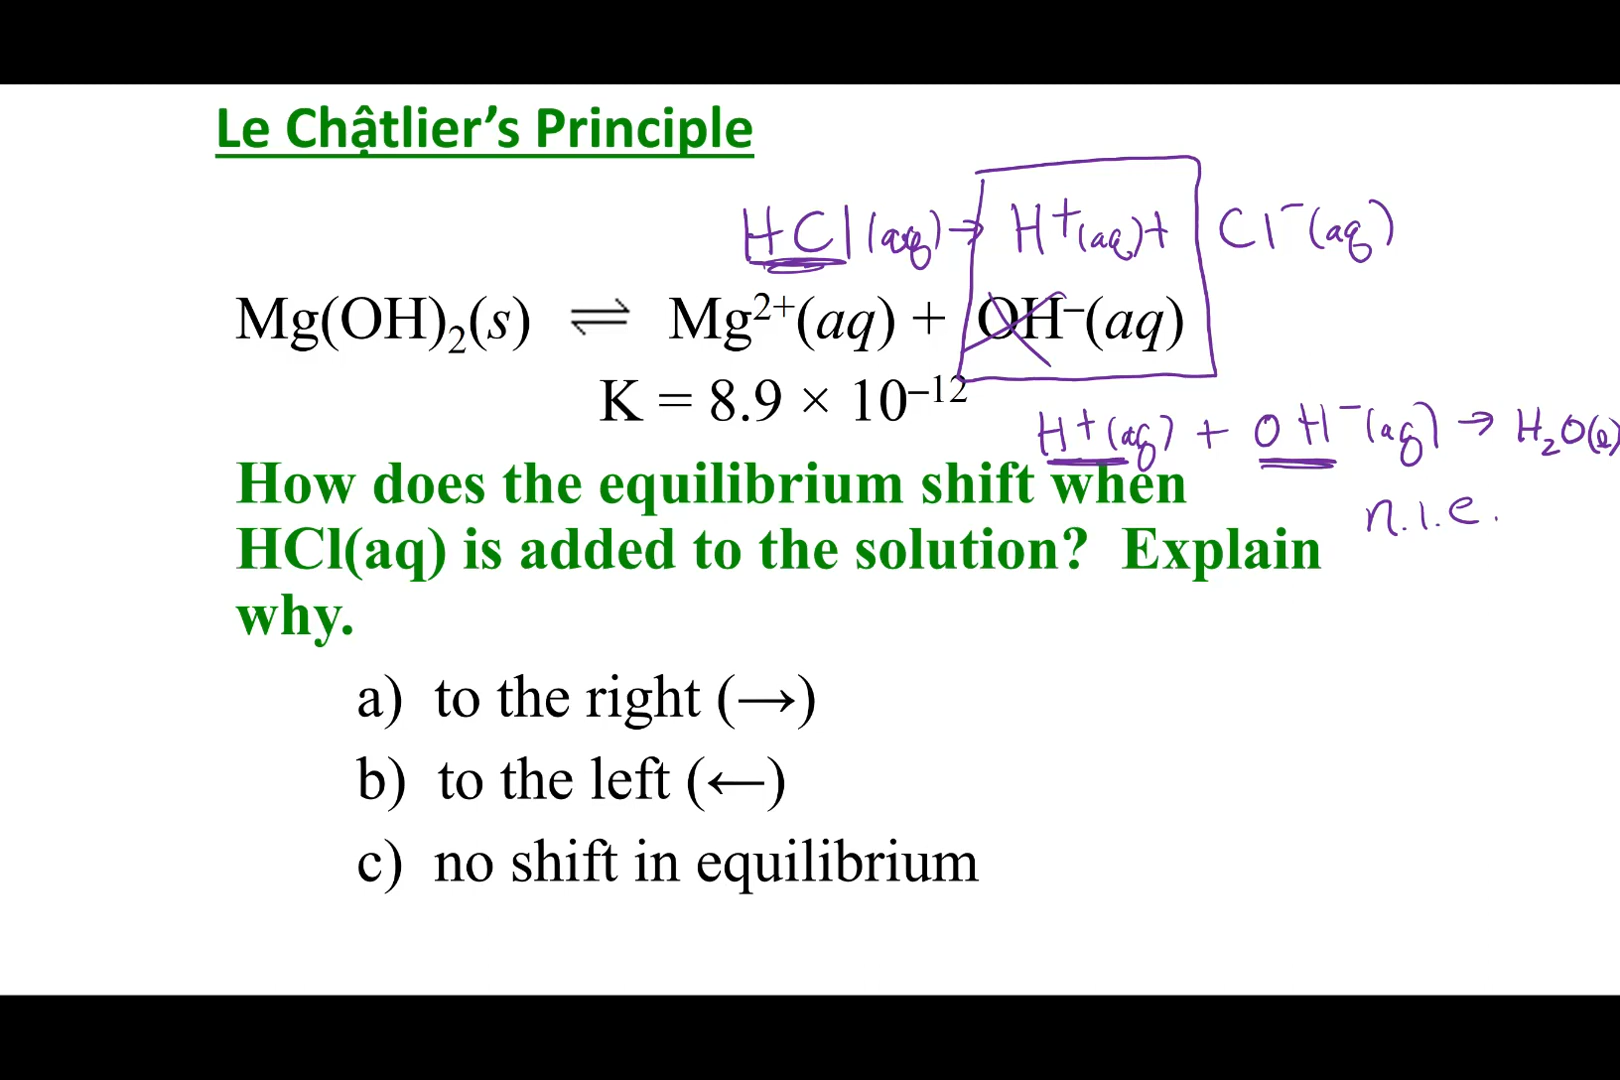 Le Chậtlier’s Principle
HCl(aq) → H⁺(aq) + Cl⁻(aq)
Mg(OH)₂(s) ⇌ Mg²⁺(aq) + OH⁻(aq)
K = 8.9 × 10⁻¹²
H⁺(aq) + OH⁻(aq) → H₂O(l)
n.i.e.
How does the equilibrium shift when
HCl(aq) is added to the solution? Explain
why.
a) to the right (→)
b) to the left (←)
c) no shift in equilibrium